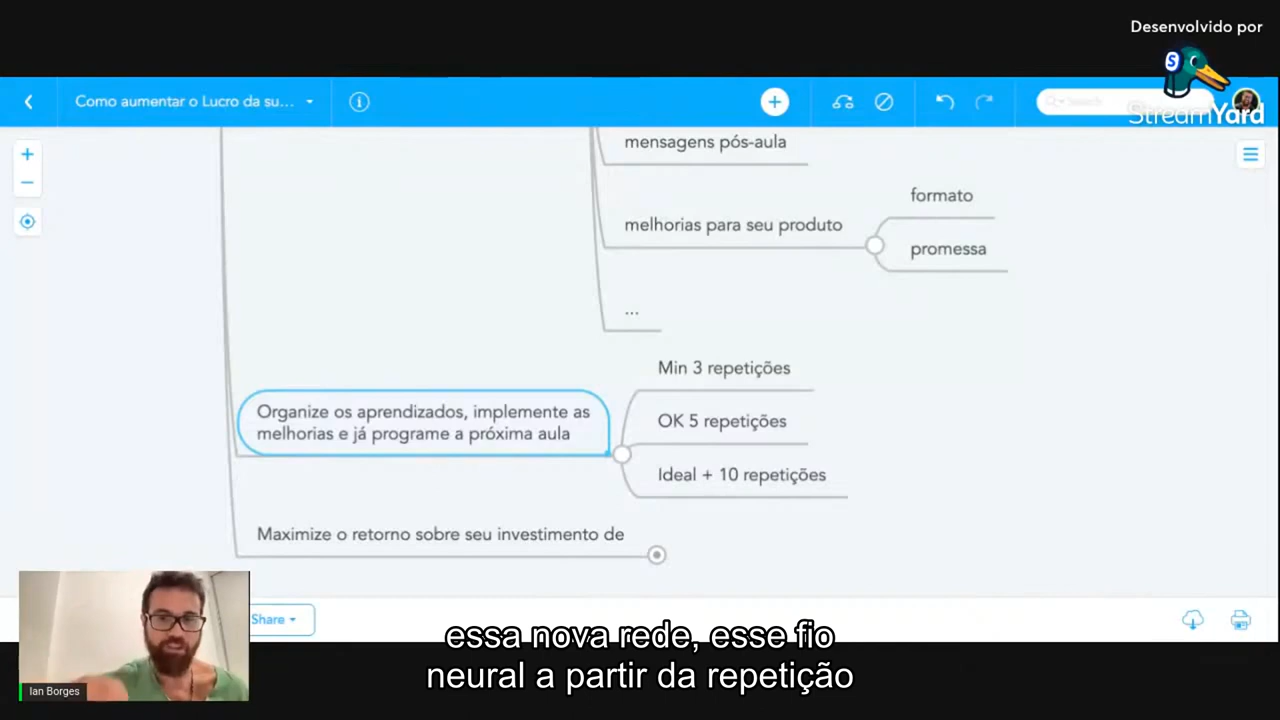 Desenvolvido por
StreamYard
Como aumentar o Lucro da su...
Search
mensagens pós-aula
formato
melhorias para seu produto
promessa
...
Min 3 repetições
Organize os aprendizados, implemente as
melhorias e já programe a próxima aula
OK 5 repetições
Ideal + 10 repetições
Maximize o retorno sobre seu investimento de
Share
essa nova rede, esse fio
neural a partir da repetição
Ian Borges